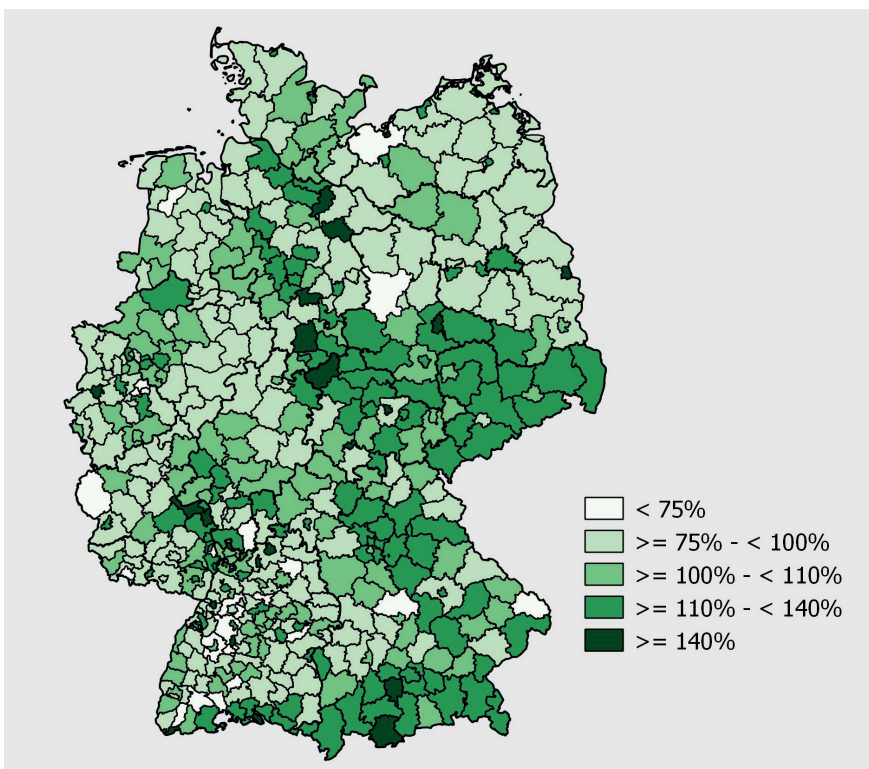 < 75%
>= 75% - < 100%
>= 100% - < 110%
>= 110% - < 140%
>= 140%